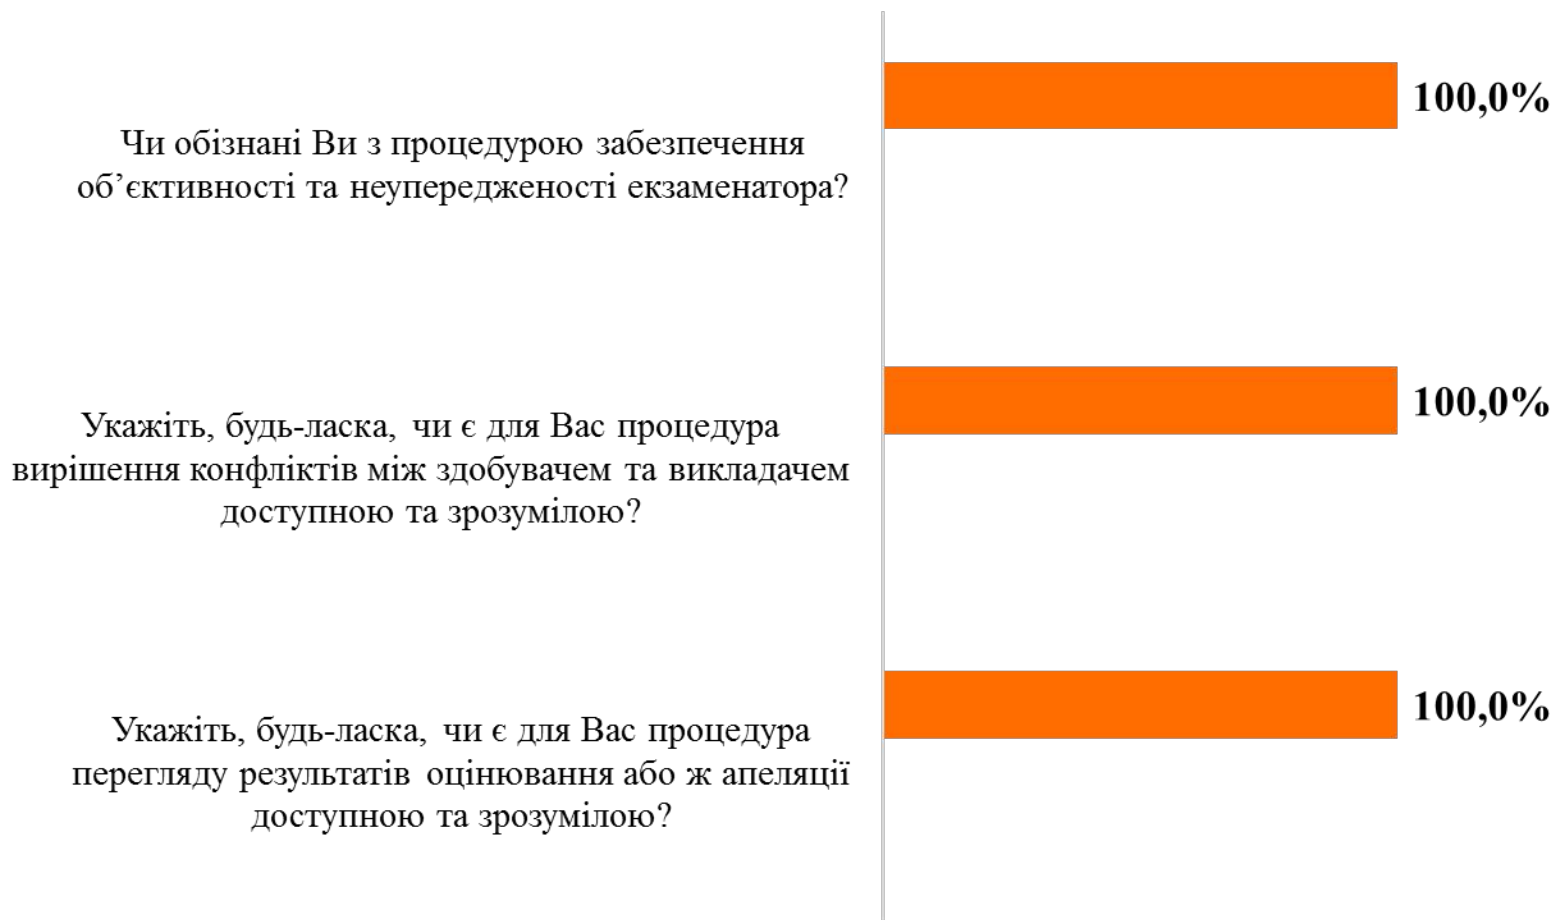 100,0%
Чи обізнані Ви з процедурою забезпечення
об’єктивності та неупередженості екзаменатора?
100,0%
Укажіть, будь-ласка, чи є для Вас процедура
вирішення конфліктів між здобувачем та викладачем
доступною та зрозумілою?
100,0%
Укажіть, будь-ласка, чи є для Вас процедура
перегляду результатів оцінювання або ж апеляції
доступною та зрозумілою?